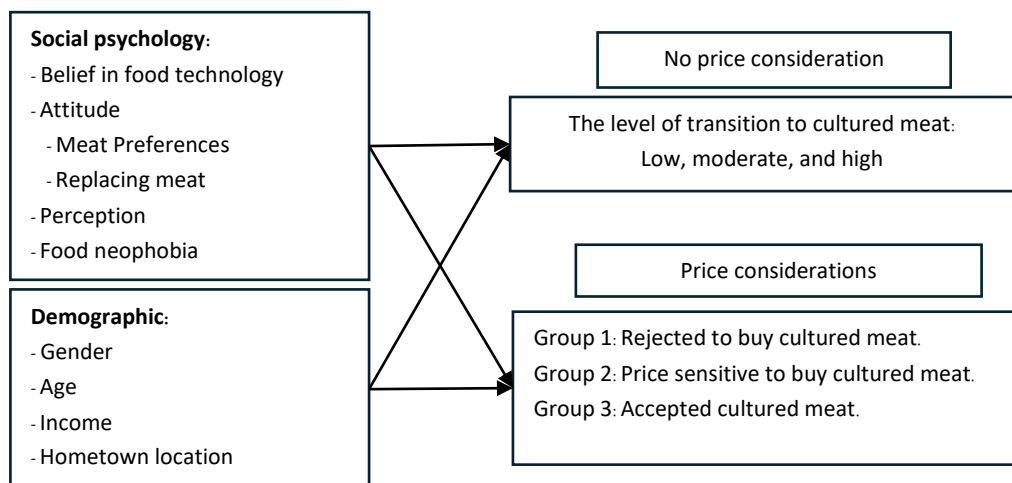 Social psychology:
- Belief in food technology
- Attitude
- Meat Preferences
- Replacing meat
- Perception
- Food neophobia
Demographic:
- Gender
- Age
- Income
- Hometown location
No price consideration
The level of transition to cultured meat:
Low, moderate, and high
Price considerations
Group 1: Rejected to buy cultured meat.
Group 2: Price sensitive to buy cultured meat.
Group 3: Accepted cultured meat.